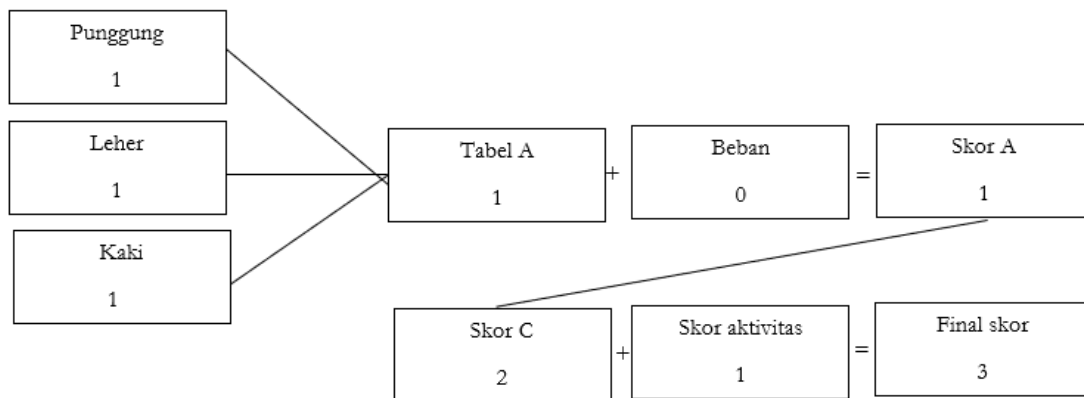 Punggung
1
Leher
1
Kaki
1
Tabel A
1
+
Beban
0
=
Skor A
1
Skor C
2
+
Skor aktivitas
1
=
Final skor
3